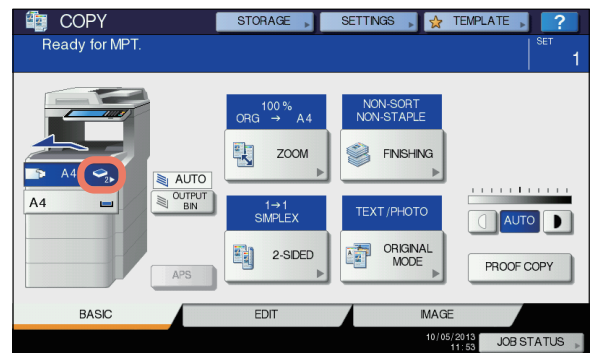 COPY
STORAGE
SETTINGS
TEMPLATE
?
Ready for MPT.
SET
1
100 %
ORG → A4
ZOOM
NON-SORT
NON-STAPLE
FINISHING
A4
2
A4
AUTO
OUTPUT
BIN
1→1
SIMPLEX
2-SIDED
TEXT/PHOTO
ORIGINAL
MODE
AUTO
APS
PROOF COPY
BASIC
EDIT
IMAGE
10/05/2013
11:53
JOB STATUS